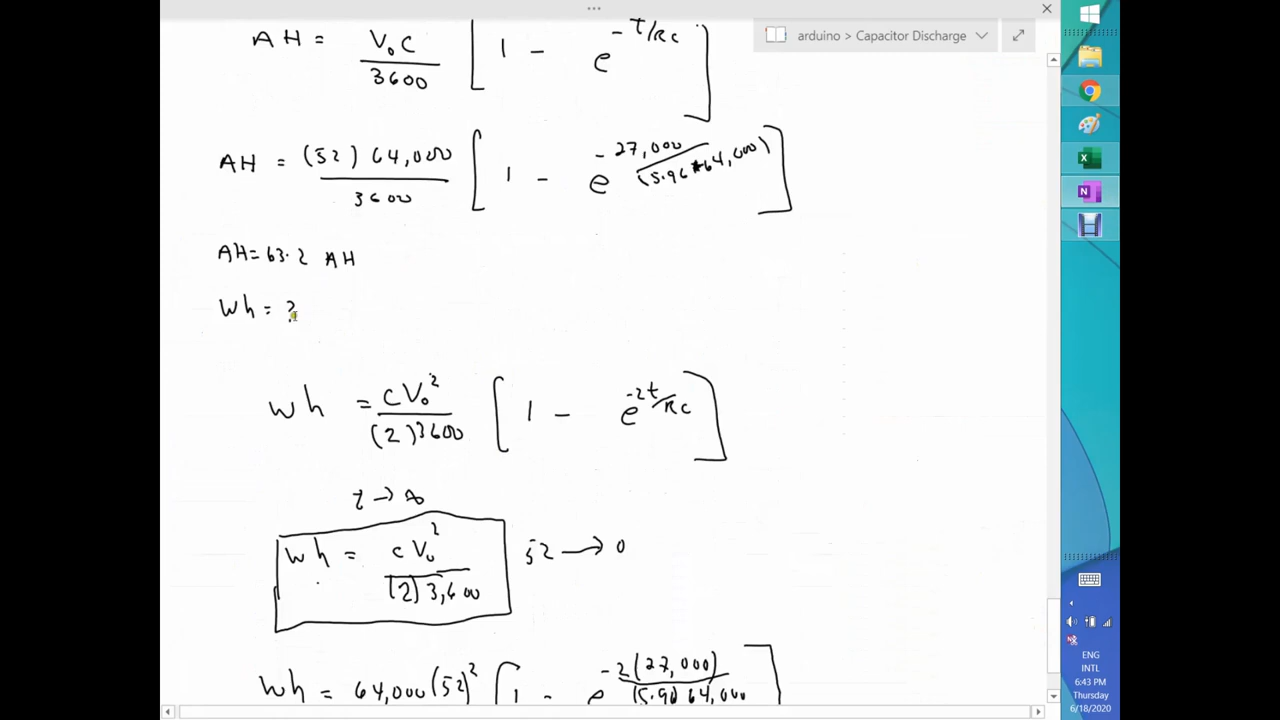 arduino > Capacitor Discharge
AH = V₀C / 3600 [ 1 - e^(-t/RC) ]
AH = (52) 64,000 / 3600 [ 1 - e^(-27,000 / (5.96 * 64,000)) ]
AH = 63.2 AH
Wh = ?
Wh = CV₀² / (2)3600 [ 1 - e^(-2t/RC) ]
t → ∞
Wh = CV₀² / (2) 3,600
52 → 0
Wh = 64,000 (52)² [ 1 - e^(-2(27,000) / (5.96) 64,000) ]
ENG
INTL
6:43 PM
Thursday
6/18/2020